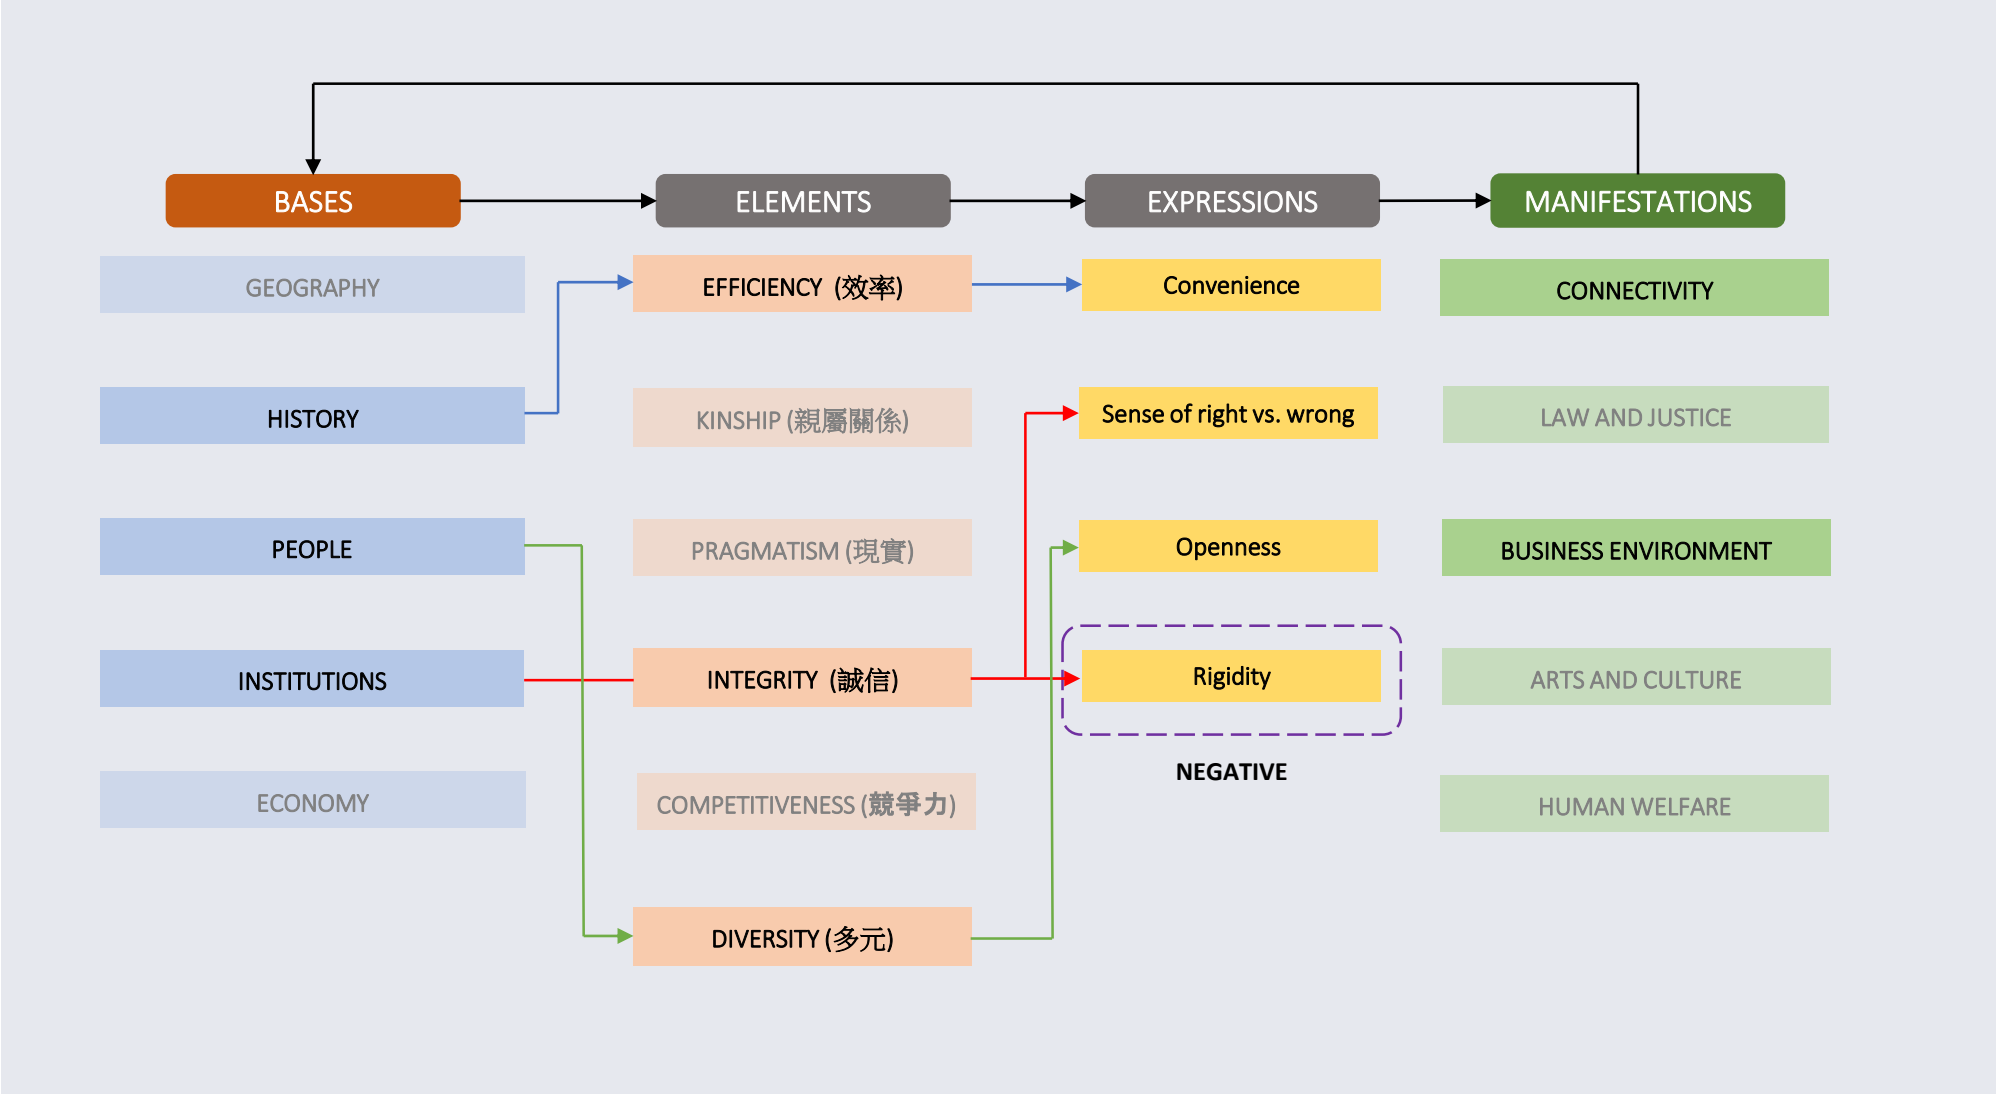 BASES
ELEMENTS
EXPRESSIONS
MANIFESTATIONS
GEOGRAPHY
EFFICIENCY (效率)
Convenience
CONNECTIVITY
HISTORY
KINSHIP (親屬關係)
Sense of right vs. wrong
LAW AND JUSTICE
PEOPLE
PRAGMATISM (現實)
Openness
BUSINESS ENVIRONMENT
INSTITUTIONS
INTEGRITY (誠信)
Rigidity
ARTS AND CULTURE
NEGATIVE
ECONOMY
COMPETITIVENESS (競爭力)
HUMAN WELFARE
DIVERSITY (多元)